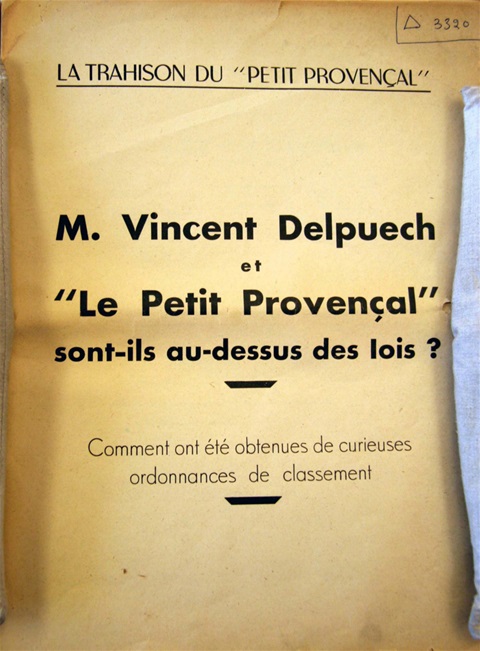 △ 3320
LA TRAHISON DU "PETIT PROVENÇAL"
M. Vincent Delpuech
et
"Le Petit Provençal"
sont-ils au-dessus des lois ?
Comment ont été obtenues de curieuses
ordonnances de classement